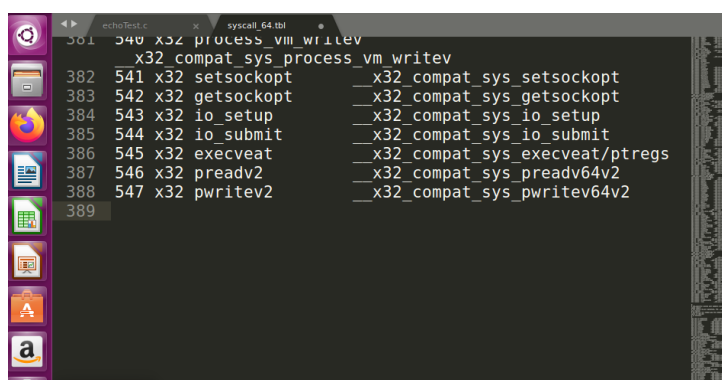 echoTest.c x syscall_64.tbl
381 540 x32 process_vm_writev
__x32_compat_sys_process_vm_writev
382 541 x32 setsockopt __x32_compat_sys_setsockopt
383 542 x32 getsockopt __x32_compat_sys_getsockopt
384 543 x32 io_setup __x32_compat_sys_io_setup
385 544 x32 io_submit __x32_compat_sys_io_submit
386 545 x32 execveat __x32_compat_sys_execveat/ptregs
387 546 x32 preadv2 __x32_compat_sys_preadv64v2
388 547 x32 pwritev2 __x32_compat_sys_pwritev64v2
389
A
a